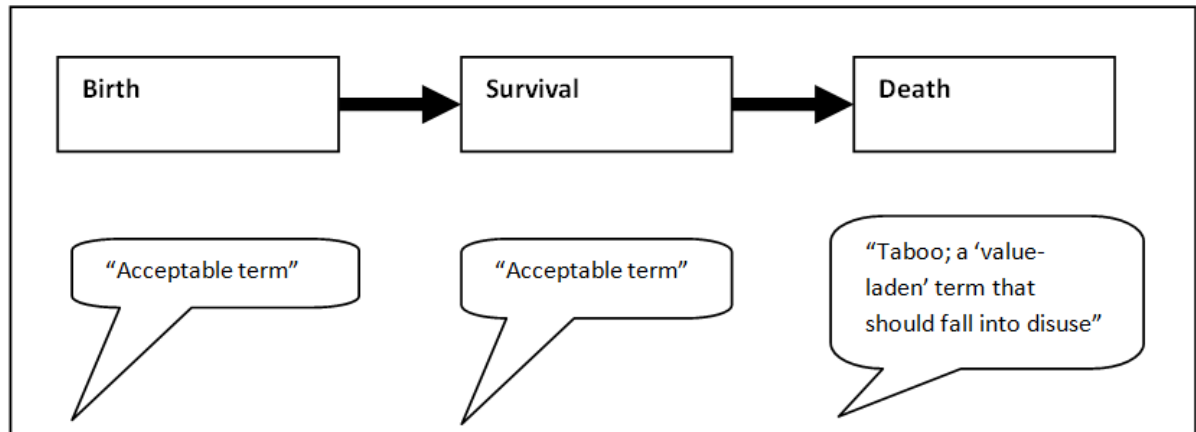 Birth
Survival
Death
“Acceptable term”
“Acceptable term”
“Taboo; a ‘value-
laden’ term that
should fall into disuse”